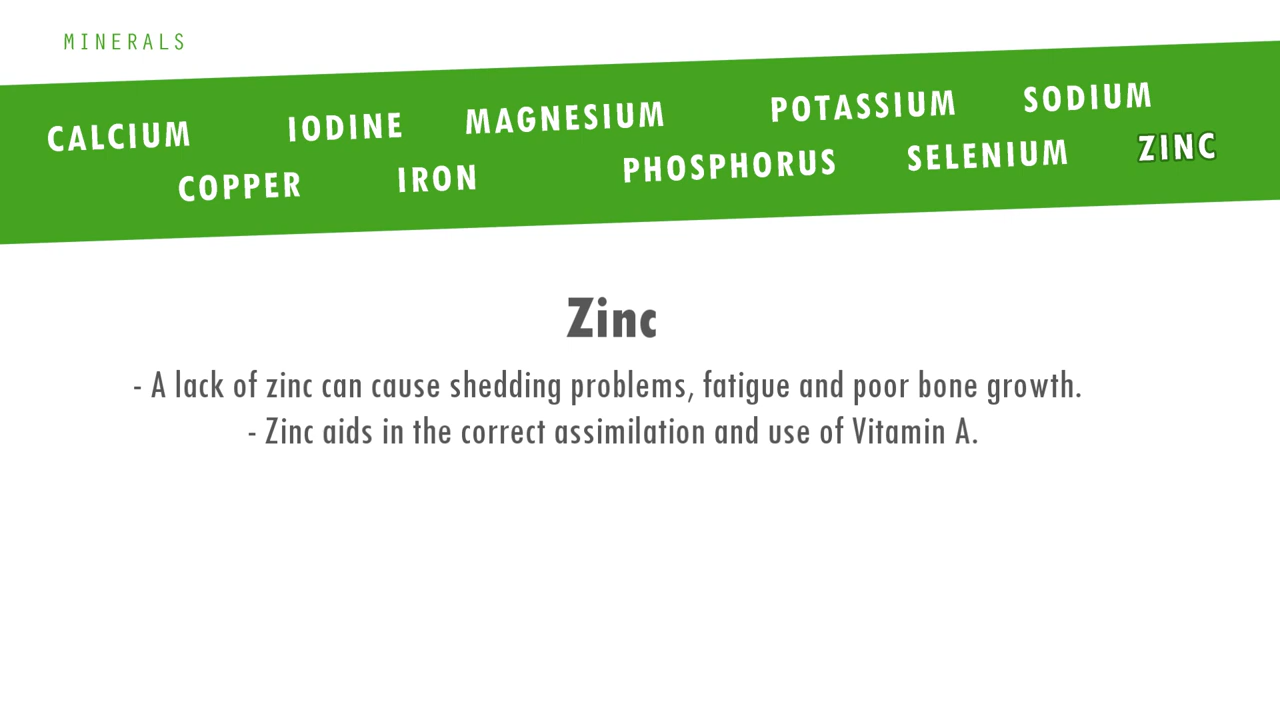 MINERALS
CALCIUM IODINE MAGNESIUM POTASSIUM SODIUM
COPPER IRON PHOSPHORUS SELENIUM ZINC
Zinc
- A lack of zinc can cause shedding problems, fatigue and poor bone growth.
- Zinc aids in the correct assimilation and use of Vitamin A.